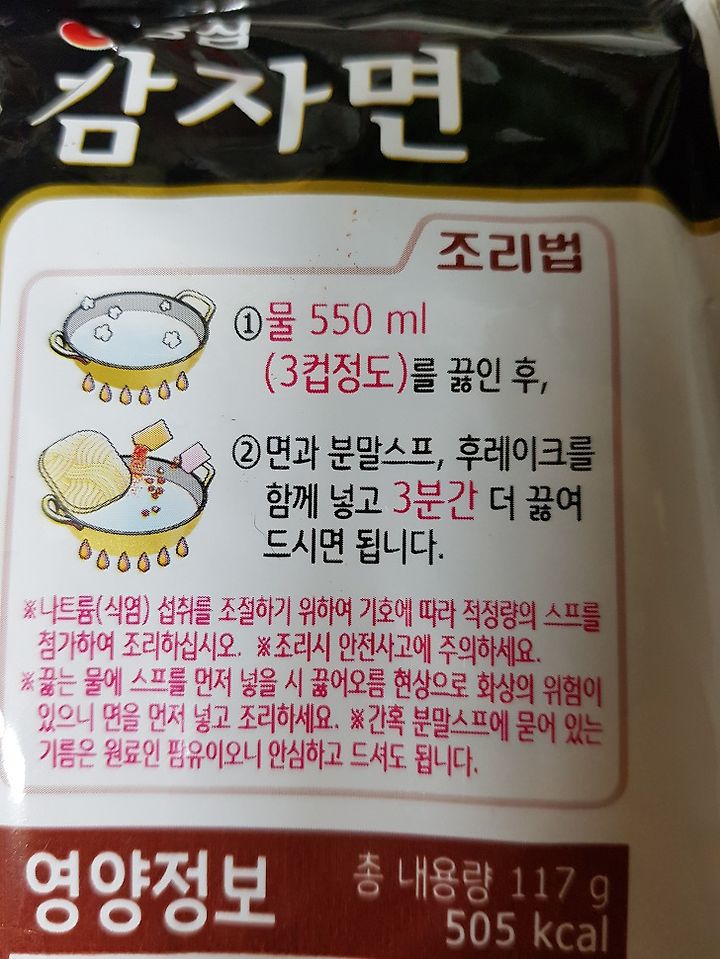 농심
감자면
조리법
①물 550 ml
(3컵정도)를 끓인 후,
②면과 분말스프, 후레이크를
함께 넣고 3분간 더 끓여
드시면 됩니다.
※나트륨(식염) 섭취를 조절하기 위하여 기호에 따라 적정량의 스프를
첨가하여 조리하십시오. ※조리시 안전사고에 주의하세요.
※끓는 물에 스프를 먼저 넣을 시 끓어오름 현상으로 화상의 위험이
있으니 면을 먼저 넣고 조리하세요. ※간혹 분말스프에 묻어 있는
기름은 원료인 팜유이오니 안심하고 드셔도 됩니다.
영양정보
총 내용량 117 g
505 kcal